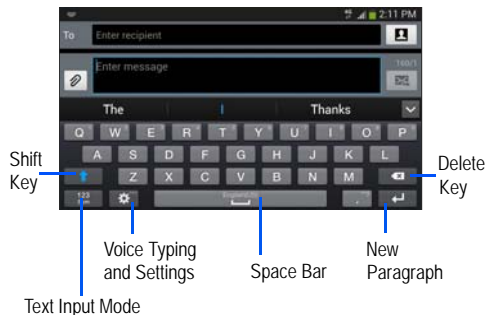 2:11 PM
To Enter recipient
Enter message
160/1
The I Thanks
Q W E R T Y U I O P
A S D F G H J K L
Z X C V B N M
123
Shift
Key
Delete
Key
Voice Typing
and Settings
Space Bar
New
Paragraph
Text Input Mode